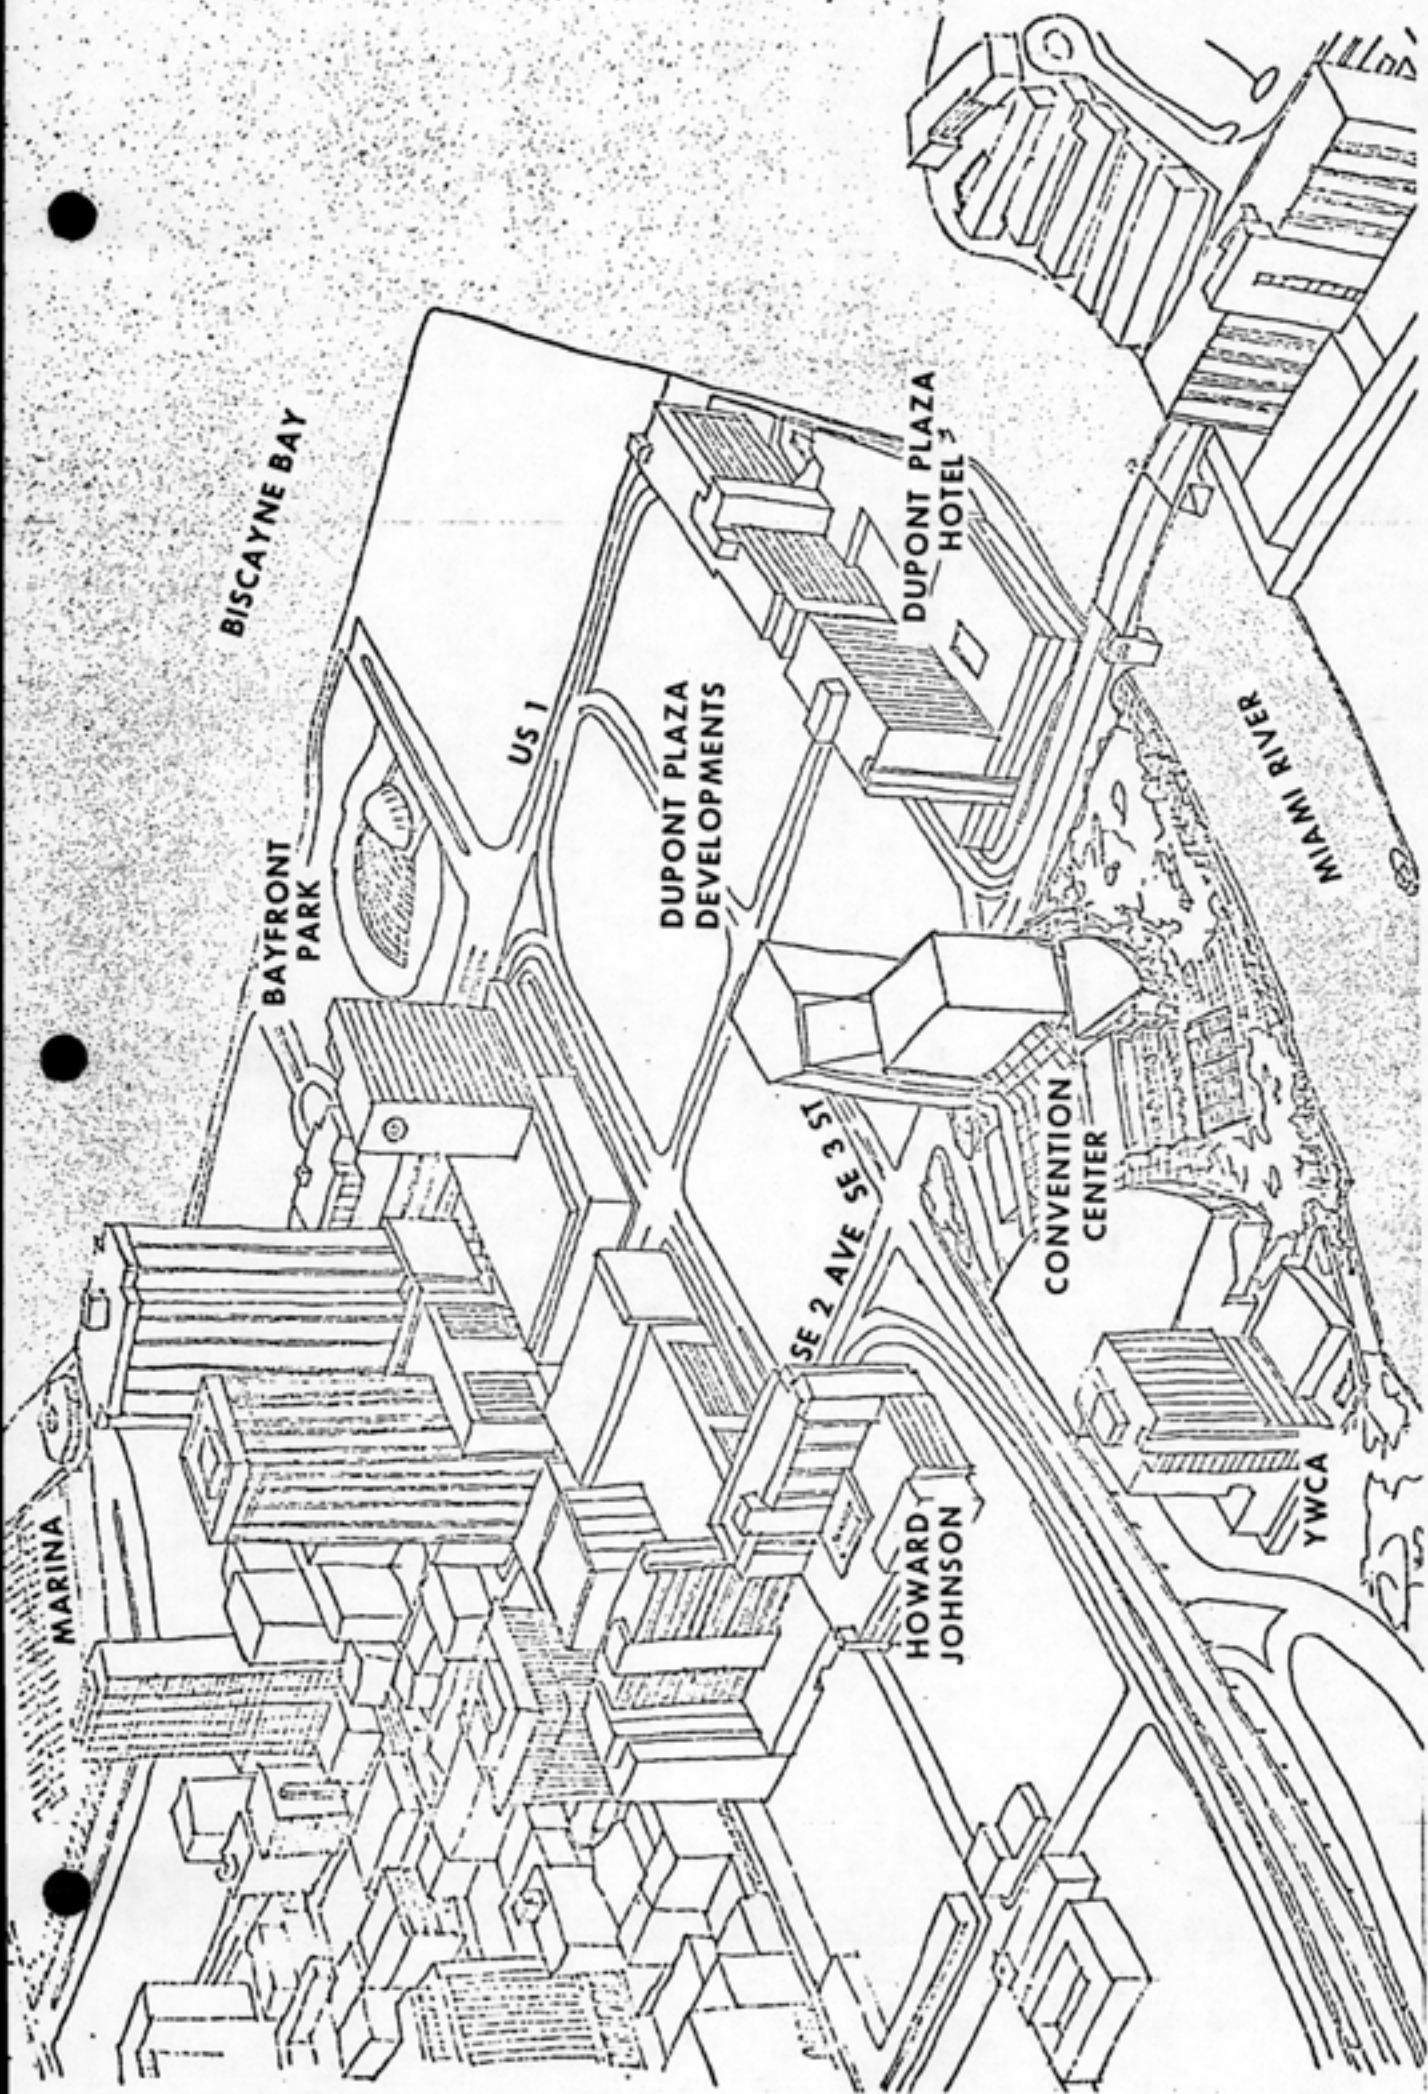 MARINA
BISCAYNE BAY
BAYFRONT
PARK
US 1
DUPONT PLAZA
DEVELOPMENTS
DUPONT PLAZA
HOTEL
SE 2 AVE
SE 3 ST
HOWARD
JOHNSON
CONVENTION
CENTER
MIAMI RIVER
YWCA